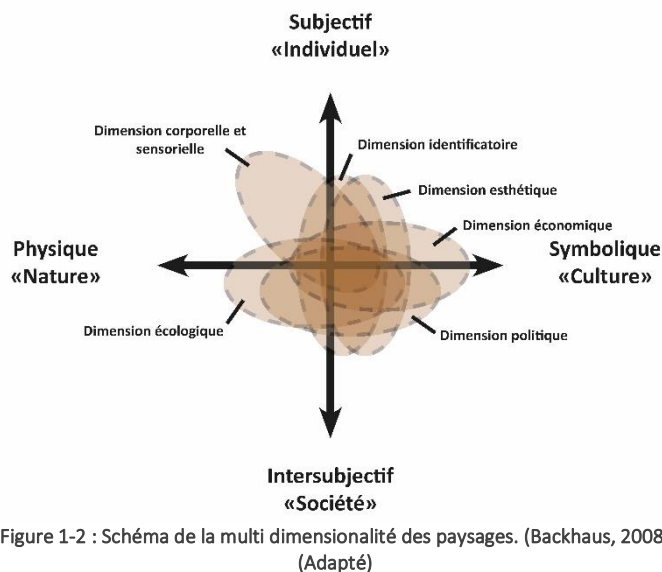 Subjectif
«Individuel»
Dimension corporelle et
sensorielle
Dimension identificatoire
Dimension esthétique
Dimension économique
Physique
«Nature»
Symbolique
«Culture»
Dimension écologique
Dimension politique
Intersubjectif
«Société»
Figure 1-2 : Schéma de la multi dimensionalité des paysages. (Backhaus, 2008
(Adapté)